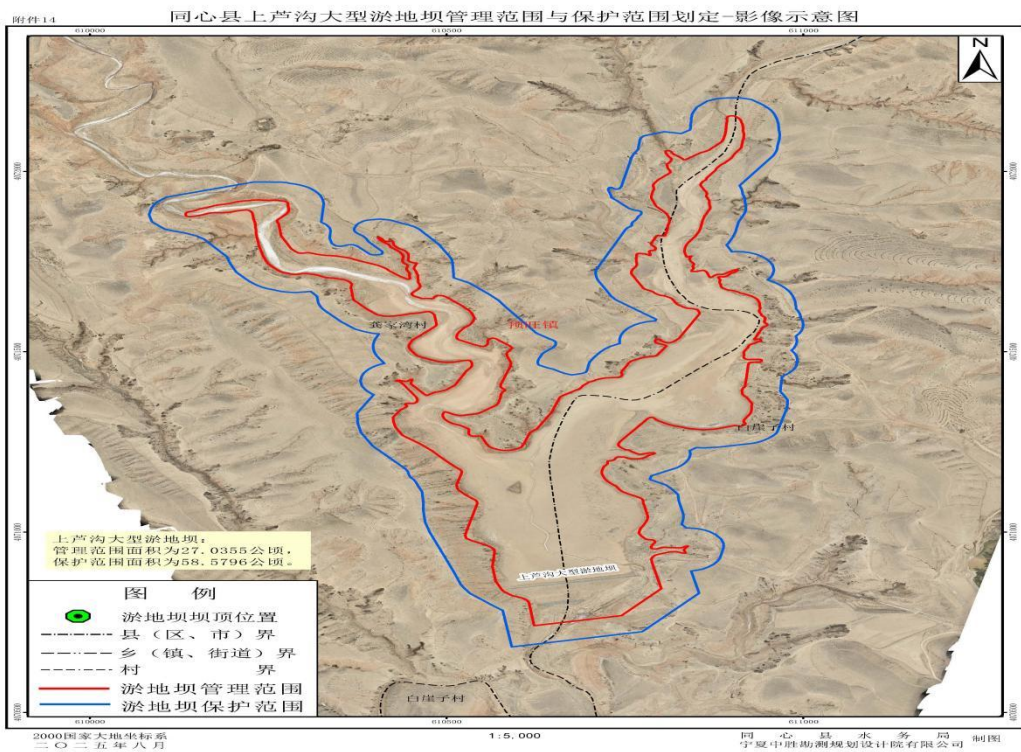 附件14
同心县上芦沟大型淤地坝管理范围与保护范围划定-影像示意图
610000
610500
611000
N
龚家湾村
预旺镇
白崖子村
上芦沟大型淤地坝
上芦沟大型淤地坝：
管理范围面积为27.0355公顷，
保护范围面积为58.5796公顷。
图 例
淤地坝坝顶位置
县（区、市）界
乡（镇、街道）界
村 界
淤地坝管理范围
淤地坝保护范围
白崖子村
610000
610500
611000
2000国家大地坐标系
二〇二五年八月
1:5,000
同心县水务局
宁夏中胜勘测规划设计院有限公司
制图